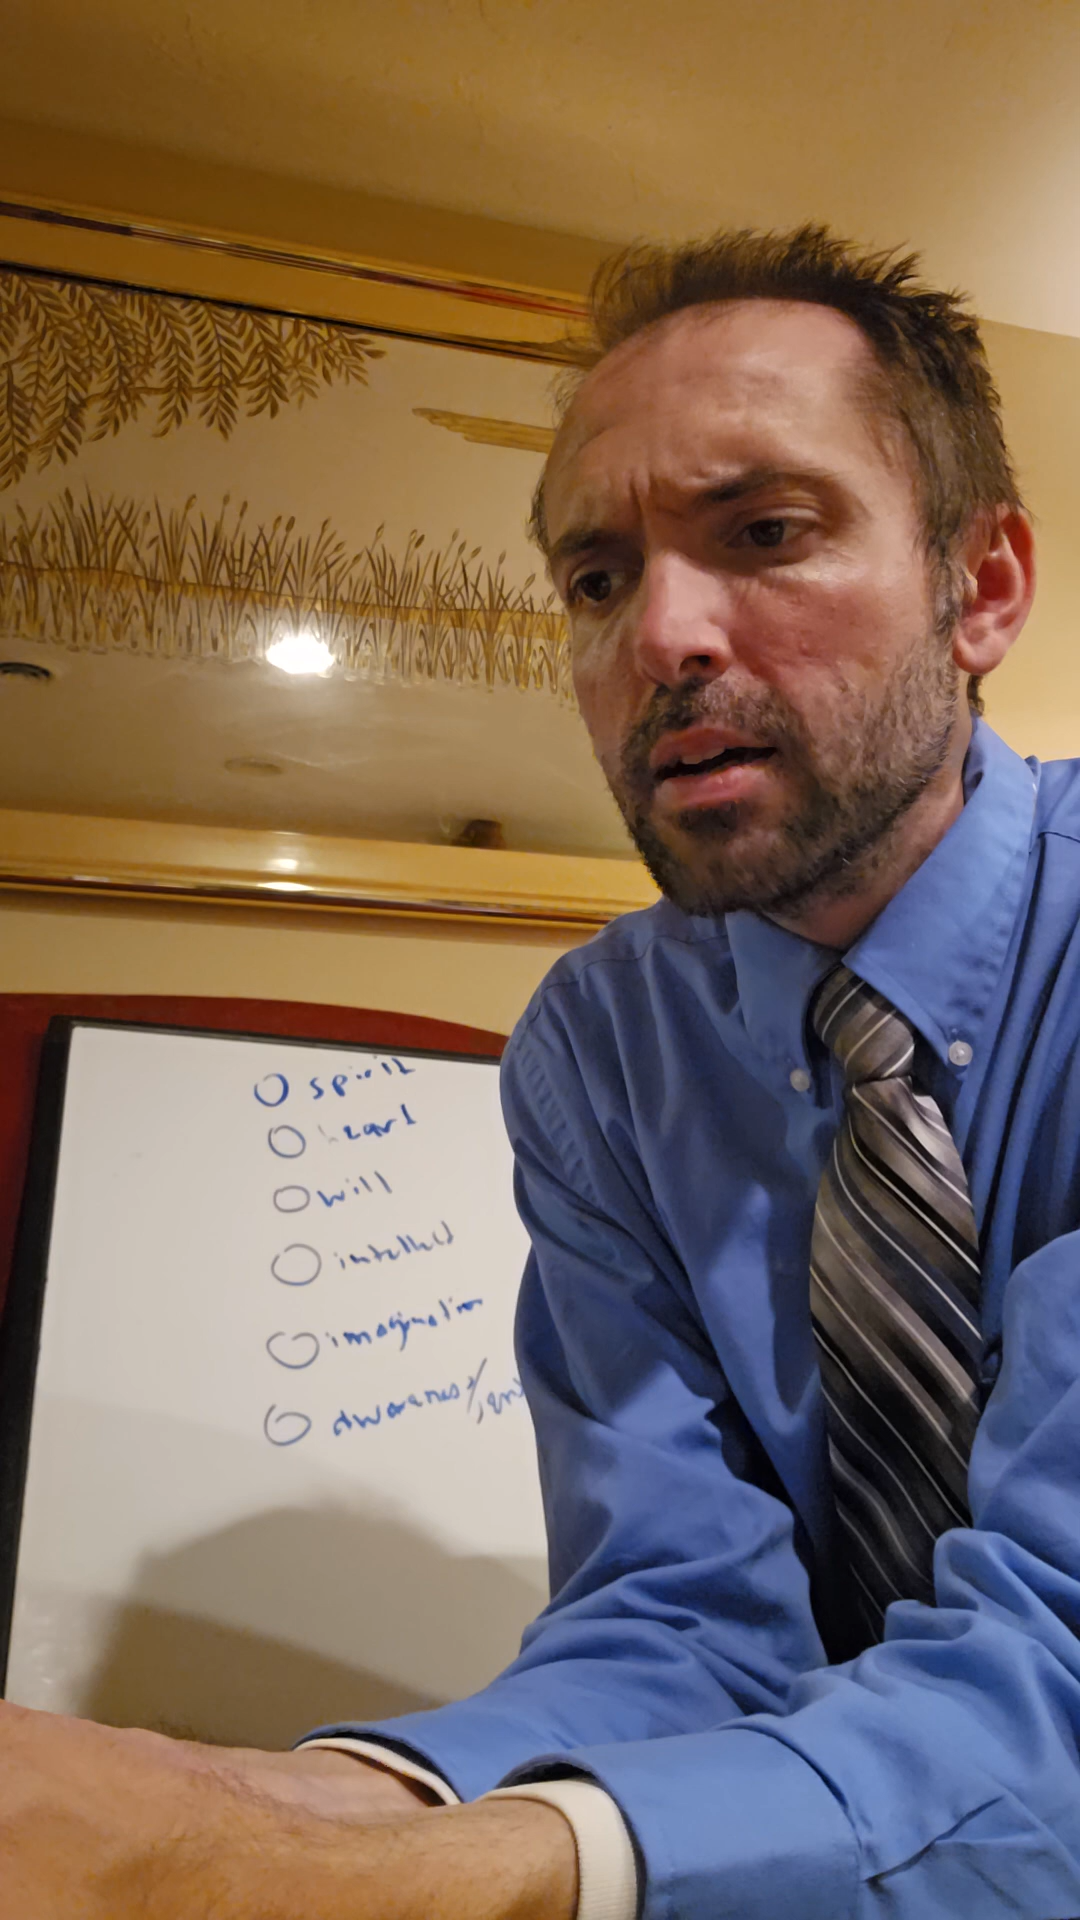 spirit
heart
will
intellect
imagination
awareness/